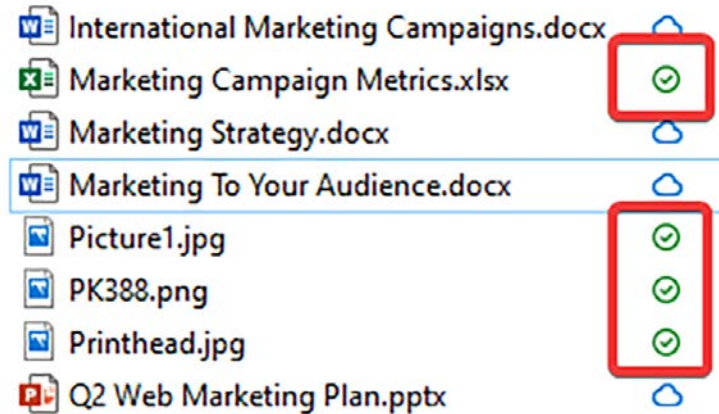 International Marketing Campaigns.docx
Marketing Campaign Metrics.xlsx
Marketing Strategy.docx
Marketing To Your Audience.docx
Picture1.jpg
PK388.png
Printhead.jpg
Q2 Web Marketing Plan.pptx